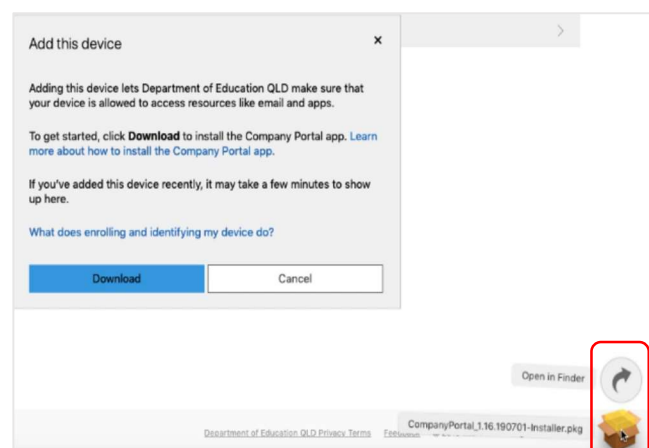 Add this device
Adding this device lets Department of Education QLD make sure that
your device is allowed to access resources like email and apps.
To get started, click Download to install the Company Portal app. Learn
more about how to install the Company Portal app.
If you've added this device recently, it may take a few minutes to show
up here.
What does enrolling and identifying my device do?
Download Cancel
Open in Finder
CompanyPortal_1.16.190701-Installer.pkg
Department of Education QLD Privacy Terms